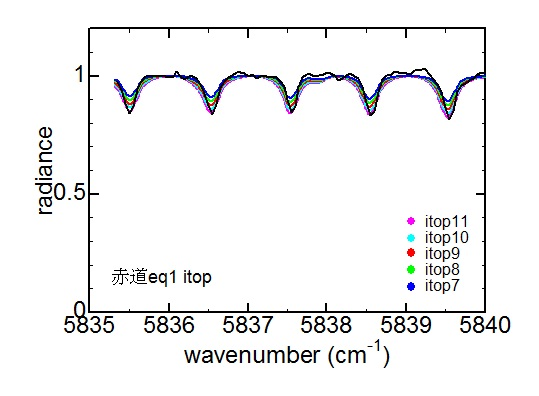 1
0.5
0
radiance
itop11
itop10
itop9
itop8
itop7
赤道eq1 itop
5835 5836 5837 5838 5839 5840
wavenumber (cm⁻¹)